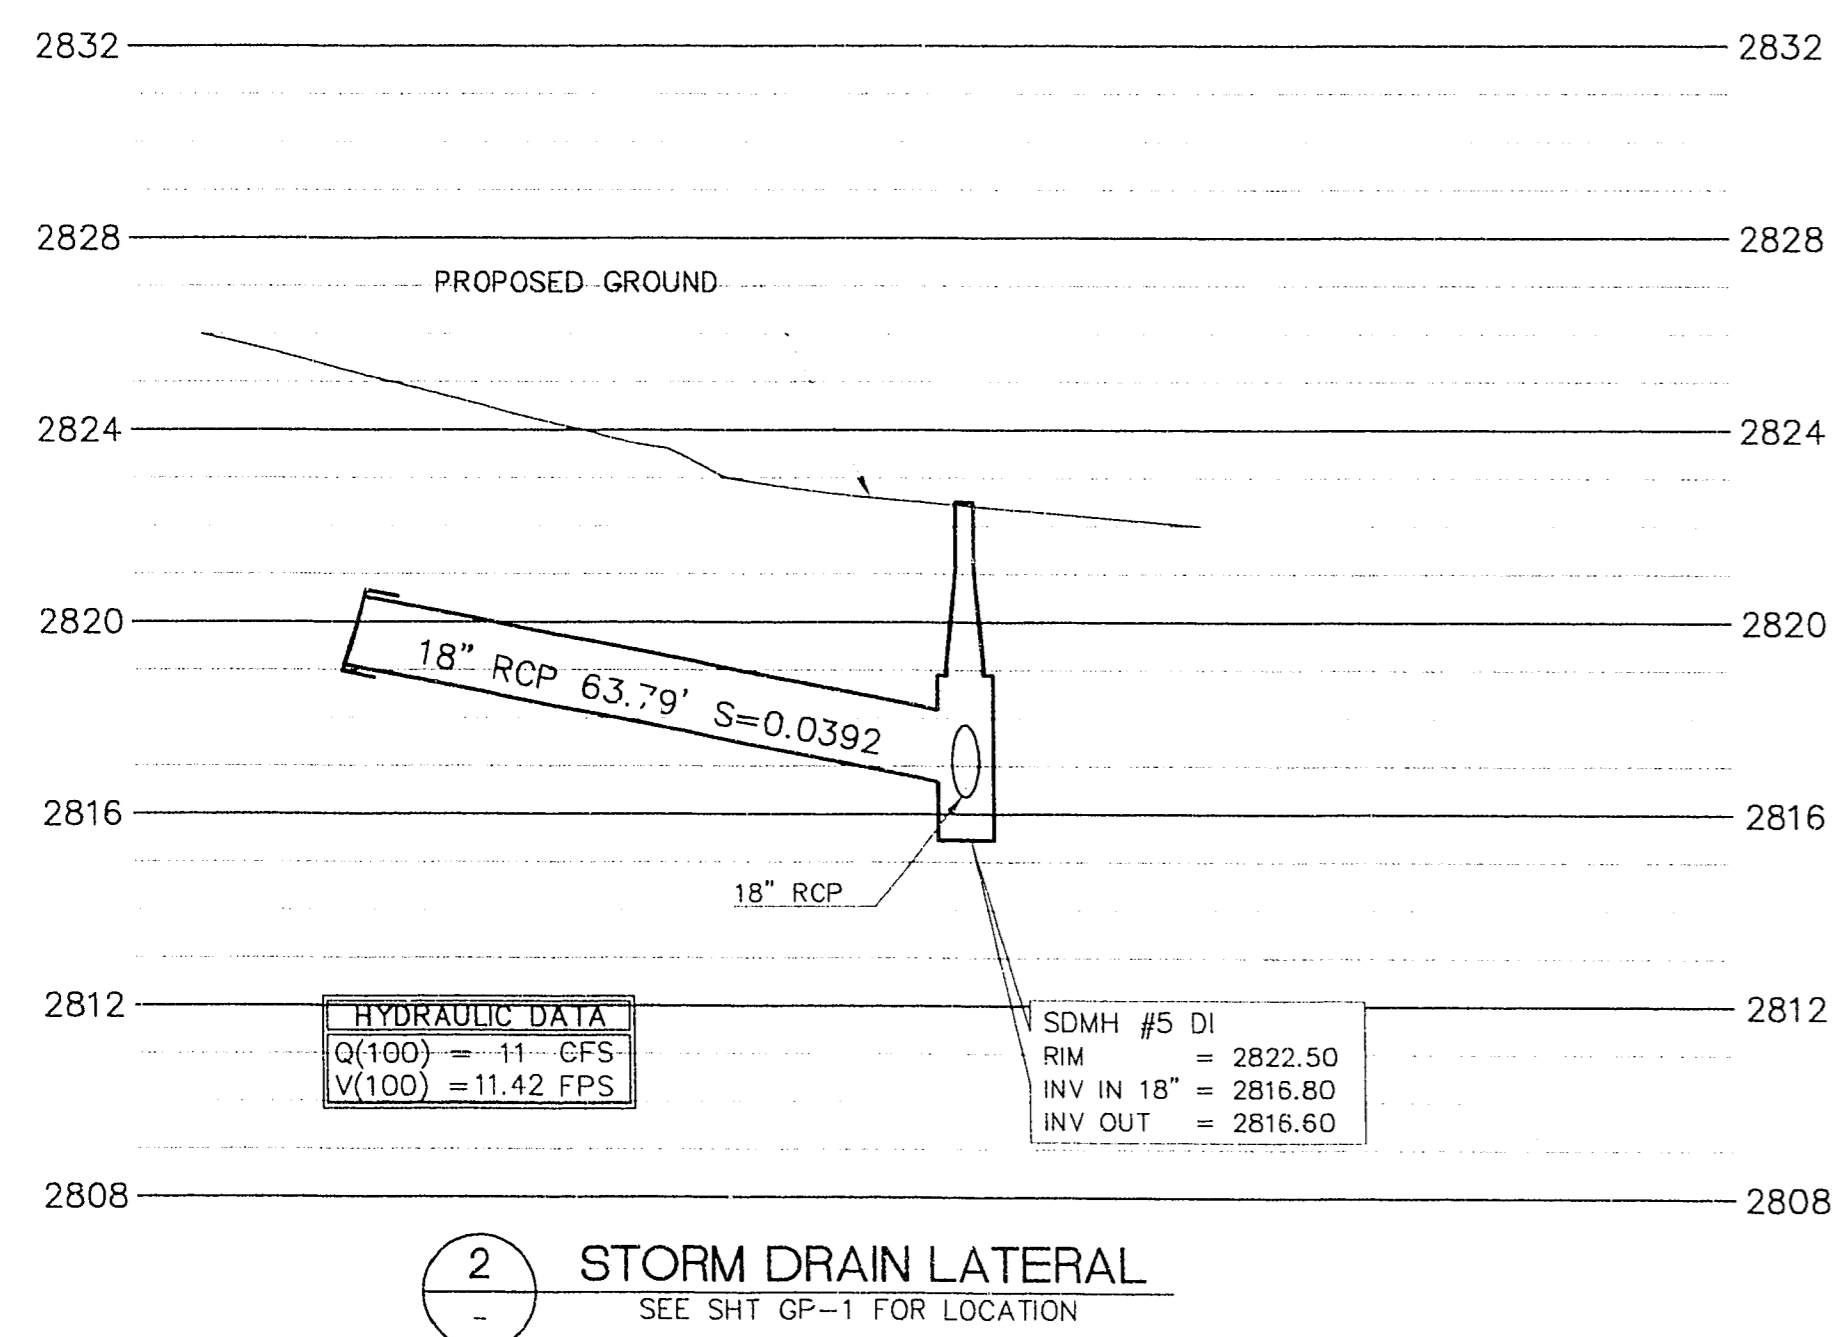 2832 2832
2828 2828
PROPOSED GROUND
2824 2824
2820 2820
18" RCP 63.79' S=0.0392
2816 2816
18" RCP
2812 2812
HYDRAULIC DATA
Q(100) = 11 CFS
V(100) =11.42 FPS
SDMH #5 DI
RIM = 2822.50
INV IN 18" = 2816.80
INV OUT = 2816.60
2808 2808
2
-
STORM DRAIN LATERAL
SEE SHT GP-1 FOR LOCATION